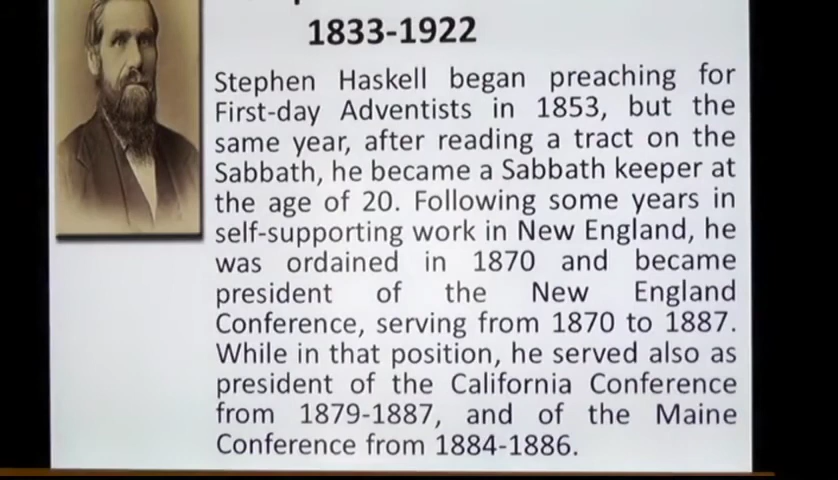 1833-1922
Stephen Haskell began preaching for
First-day Adventists in 1853, but the
same year, after reading a tract on the
Sabbath, he became a Sabbath keeper at
the age of 20. Following some years in
self-supporting work in New England, he
was ordained in 1870 and became
president of the New England
Conference, serving from 1870 to 1887.
While in that position, he served also as
president of the California Conference
from 1879-1887, and of the Maine
Conference from 1884-1886.